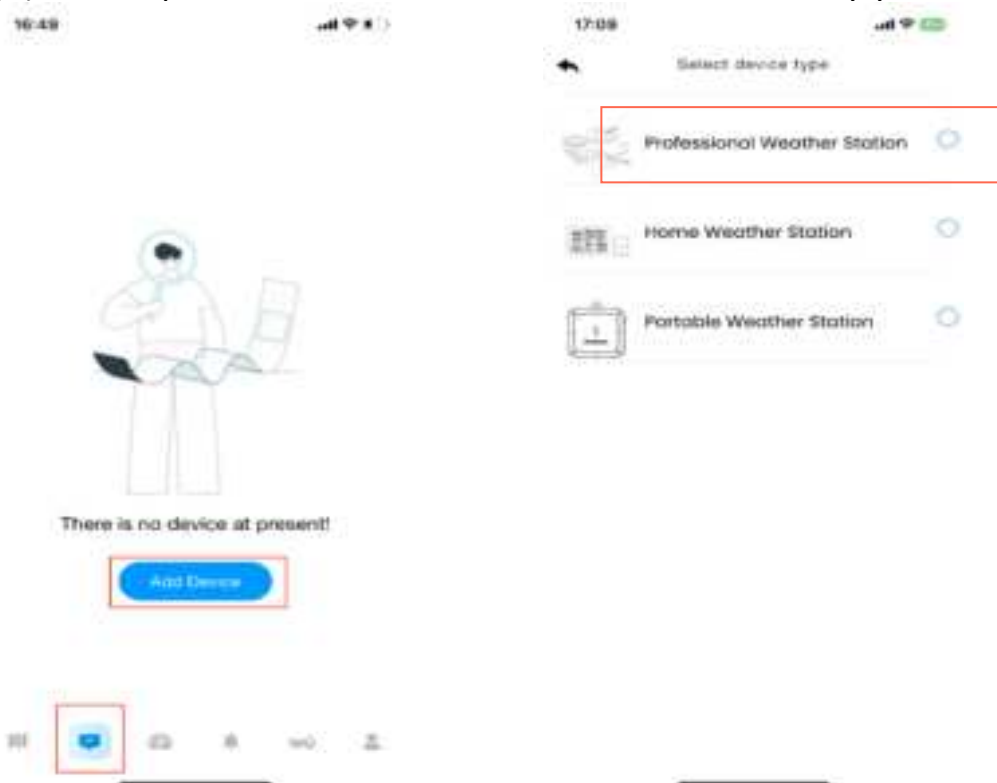 16:49
There is no device at present!
Add Device
17:09
Select device type
Professional Weather Station
Home Weather Station
Portable Weather Station